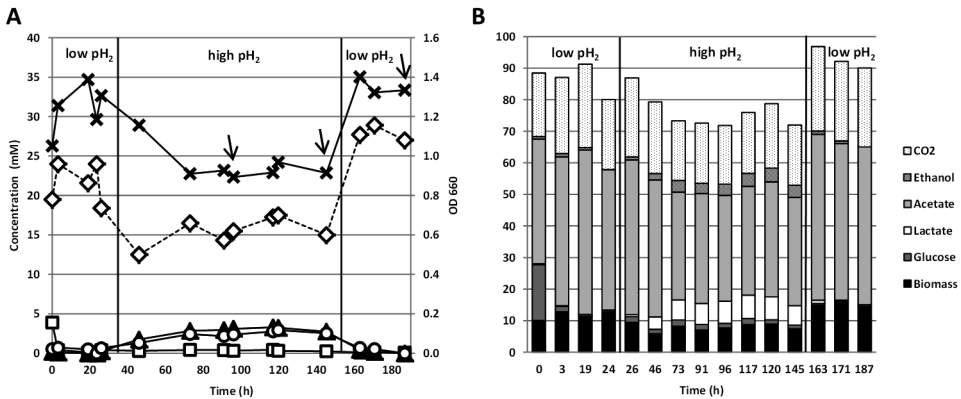 A
B
low pH2
high pH2
low pH2
40
35
30
25
20
15
10
5
0
Concentration (mM)
1.6
1.4
1.2
1.0
0.8
0.6
0.4
0.2
0.0
OD 660
0 20 40 60 80 100 120 140 160 180
Time (h)
low pH2
high pH2
low pH2
100
90
80
70
60
50
40
30
20
10
0
0 3 19 24 26 46 73 91 96 117 120 145 163 171 187
Time (h)
CO2
Ethanol
Acetate
Lactate
Glucose
Biomass